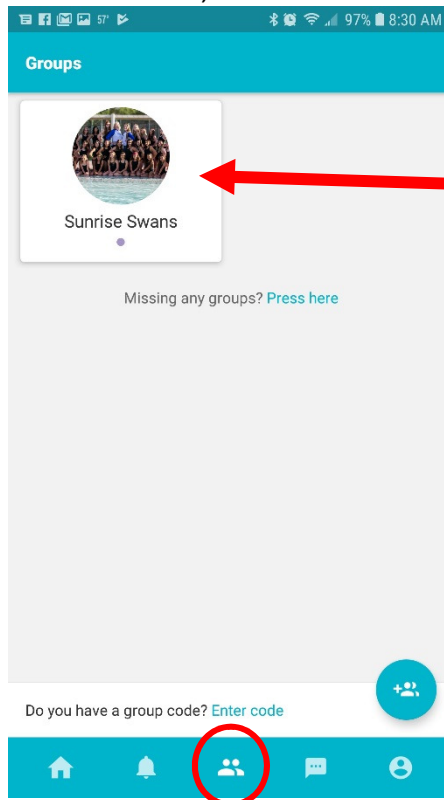 57° 97% 8:30 AM
Groups
Sunrise Swans
Missing any groups? Press here
Do you have a group code? Enter code